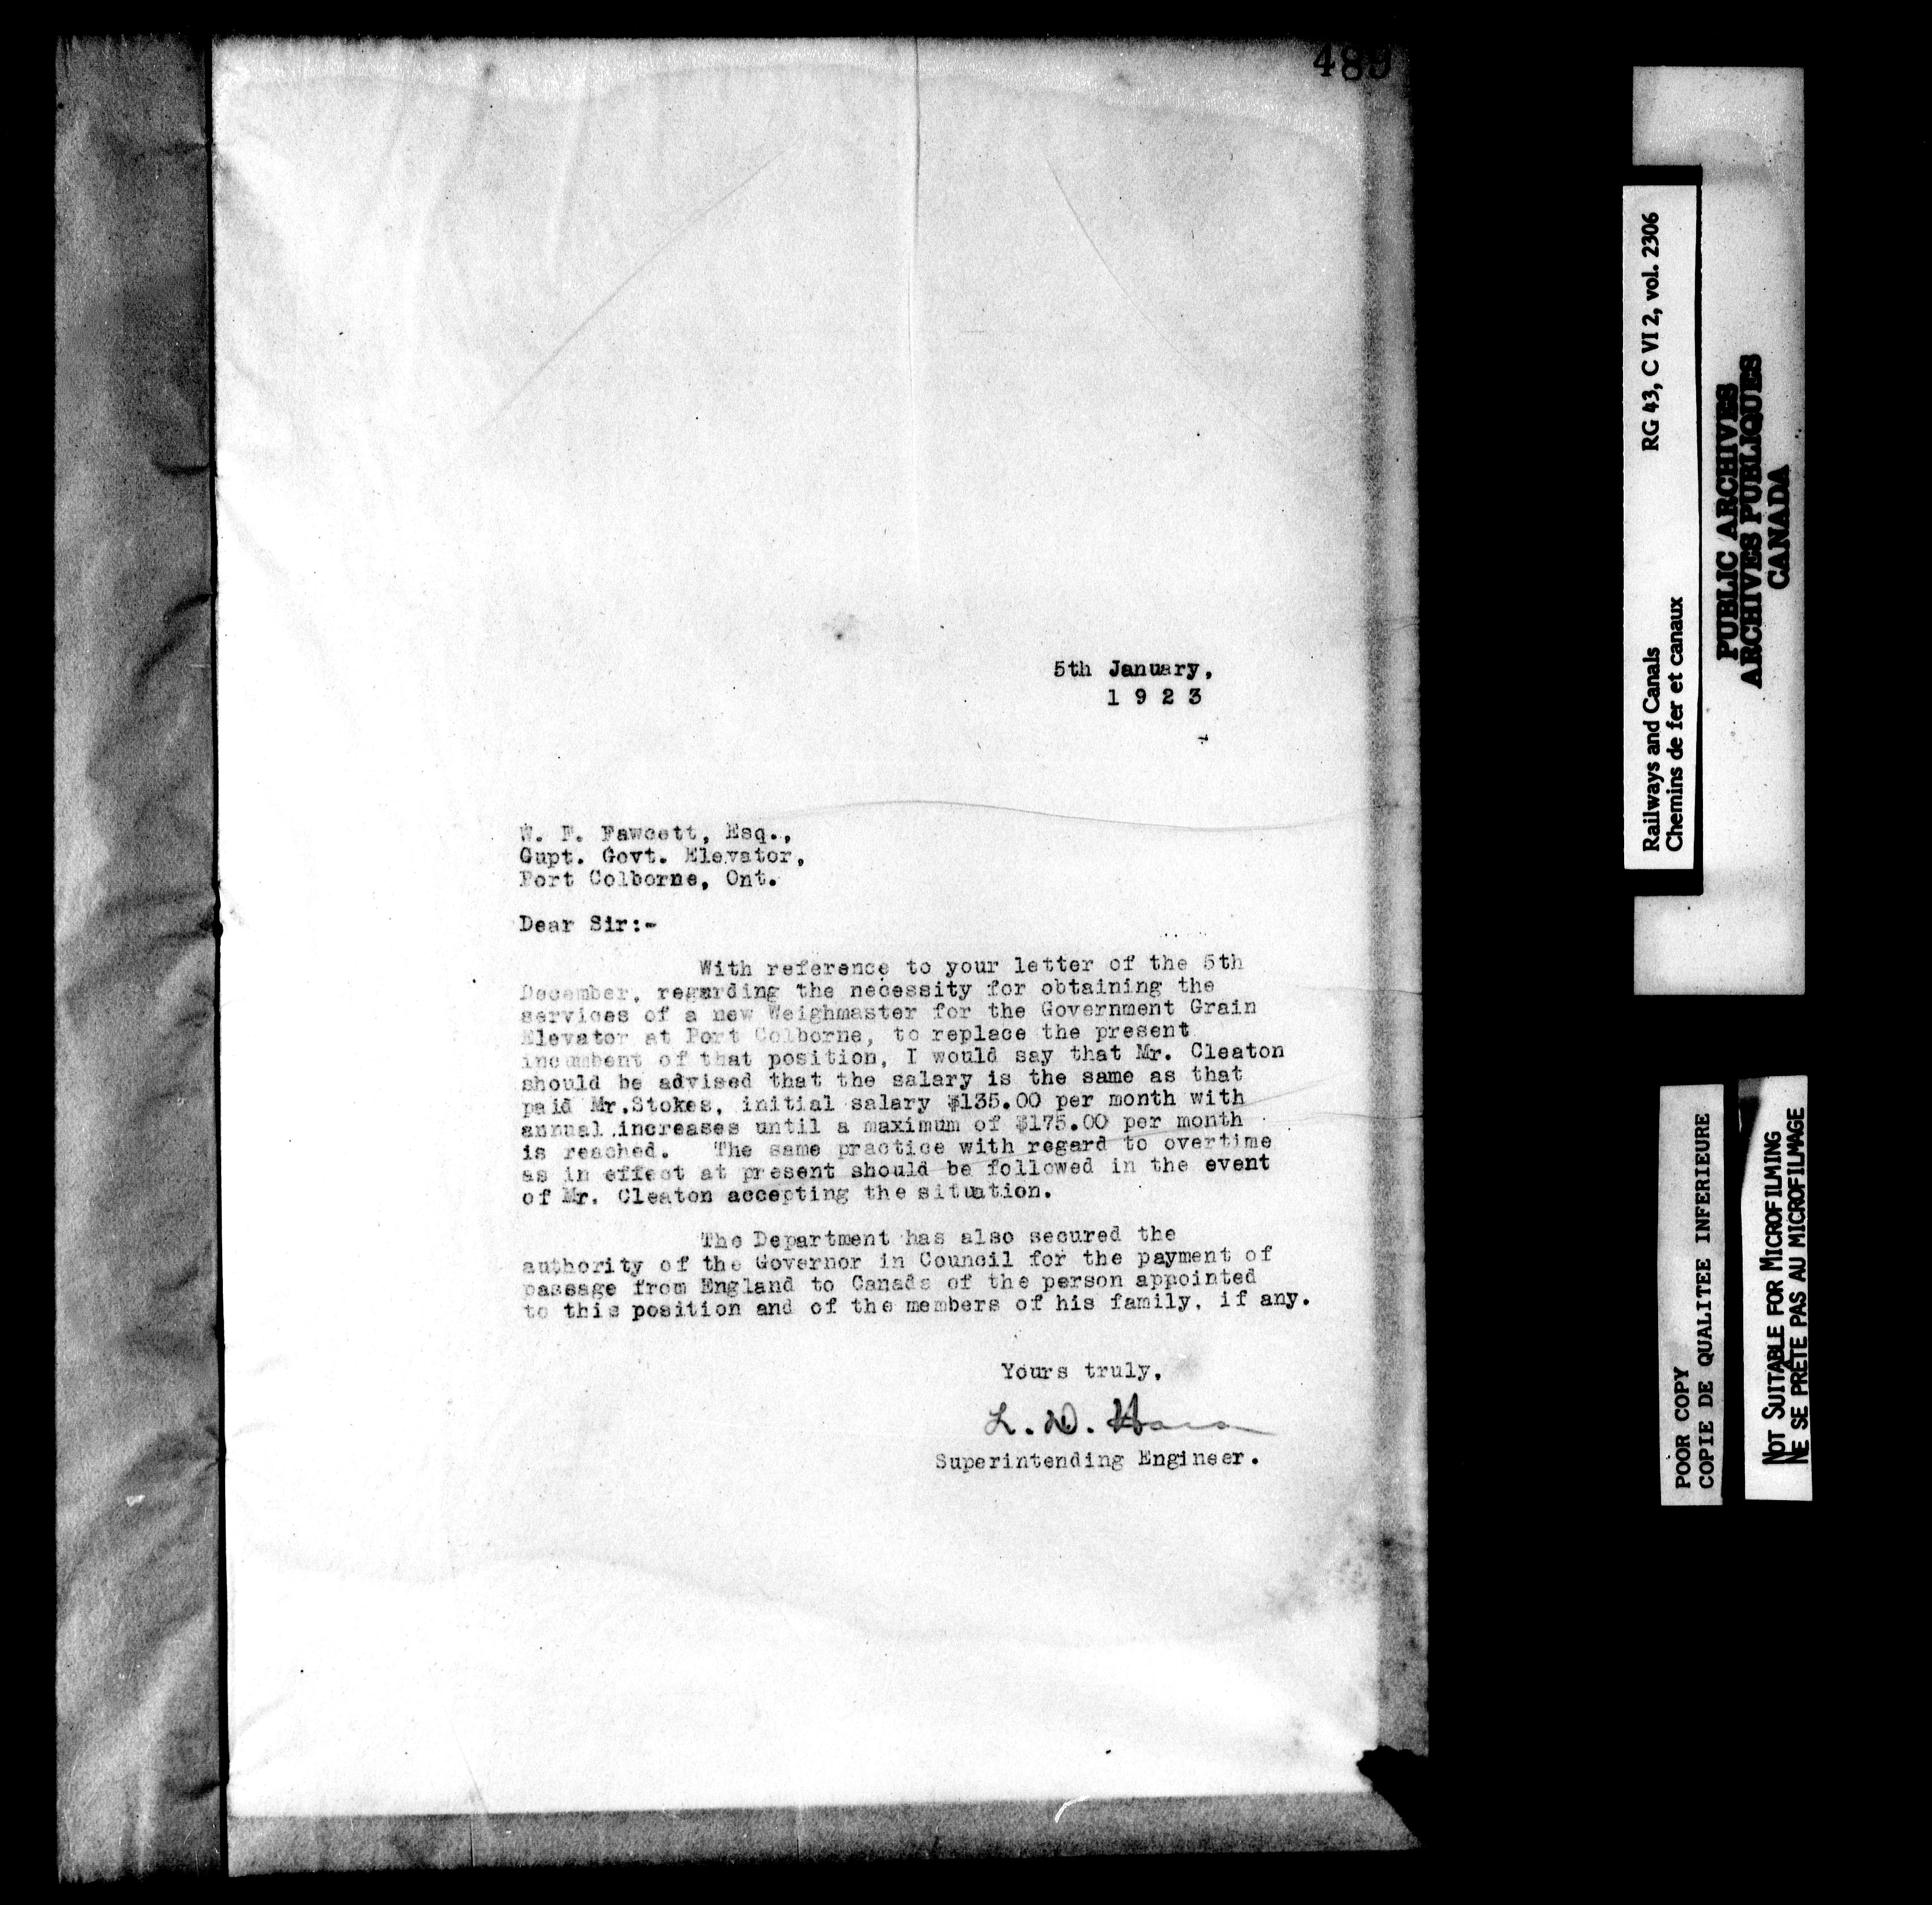 489
5th January,
1 9 2 3
W. F. Fawcett, Esq.,
Gupt. Govt. Elevator,
Port Colborne, Ont.
Dear Sir:-
With reference to your letter of the 5th
December, regarding the necessity for obtaining the
services of a new Weighmaster for the Government Grain
Elevator at Port Colborne, to replace the present
incumbent of that position, I would say that Mr. Cleaton
should be advised that the salary is the same as that
paid Mr.Stokes, initial salary $135.00 per month with
annual increases until a maximum of $175.00 per month
is reached. The same practice with regard to overtime
as in effect at present should be followed in the event
of Mr. Cleaton accepting the situation.
The Department has also secured the
authority of the Governor in Council for the payment of
passage from England to Canada of the person appointed
to this position and of the members of his family, if any.
Yours truly,
L. D. Hara
Superintending Engineer.
Railways and Canals RG 43, C VI 2, vol. 2306
Chemins de fer et canaux
PUBLIC ARCHIVES
ARCHIVES PUBLIQUES
CANADA
POOR COPY
COPIE DE QUALITEE INFERIEURE
NOT SUITABLE FOR MICROFILMING
NE SE PRÊTE PAS AU MICROFILMAGE